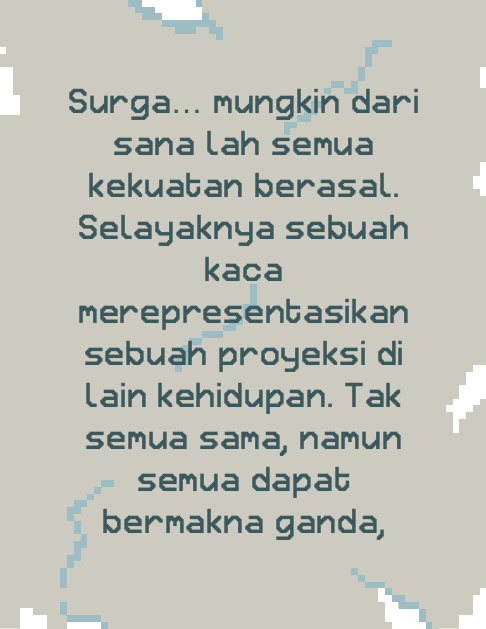 Surga... mungkin dari
sana lah semua
kekuatan berasal.
Selayaknya sebuah
kaca
merepresentasikan
sebuah proyeksi di
lain kehidupan. Tak
semua sama, namun
semua dapat
bermakna ganda,